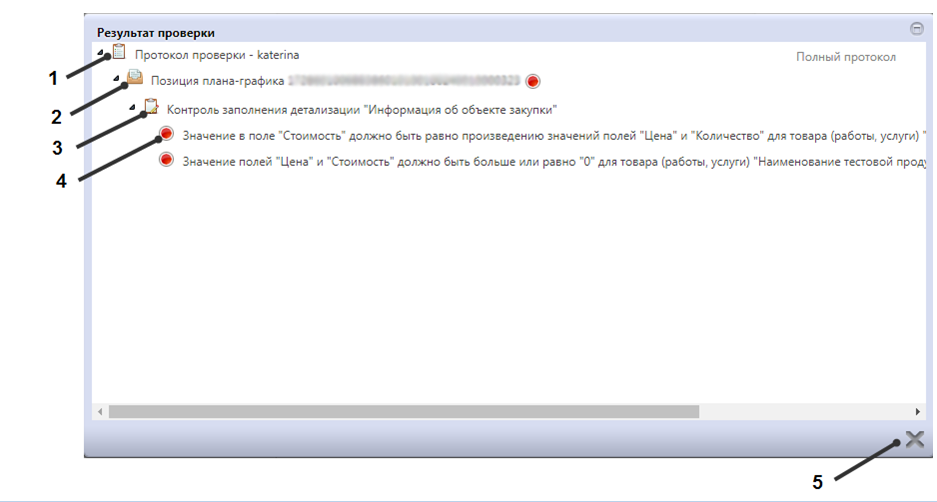 Результат проверки
Протокол проверки - katerina
Полный протокол
1
Позиция плана-графика
2
Контроль заполнения детализации "Информация об объекте закупки"
3
Значение в поле "Стоимость" должно быть равно произведению значений полей "Цена" и "Количество" для товара (работы, услуги) "
4
Значение полей "Цена" и "Стоимость" должно быть больше или равно "0" для товара (работы, услуги) "Наименование тестовой прод
5